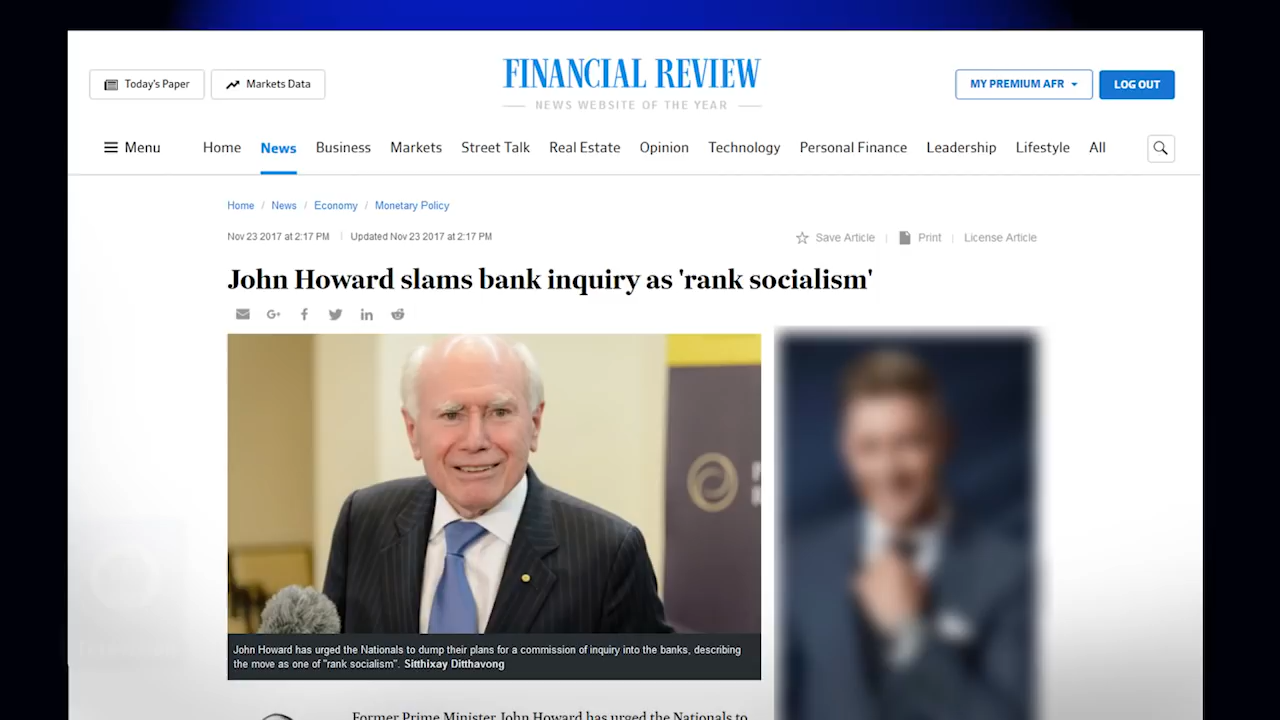 Today's Paper
Markets Data
FINANCIAL REVIEW
NEWS WEBSITE OF THE YEAR
MY PREMIUM AFR
LOG OUT
Menu
Home
News
Business
Markets
Street Talk
Real Estate
Opinion
Technology
Personal Finance
Leadership
Lifestyle
All
Home / News / Economy / Monetary Policy
Nov 23 2017 at 2:17 PM | Updated Nov 23 2017 at 2:17 PM
Save Article | Print | License Article
John Howard slams bank inquiry as 'rank socialism'
John Howard has urged the Nationals to dump their plans for a commission of inquiry into the banks, describing
the move as one of "rank socialism". Sitthixay Ditthavong
Former Prime Minister John Howard has urged the Nationals to